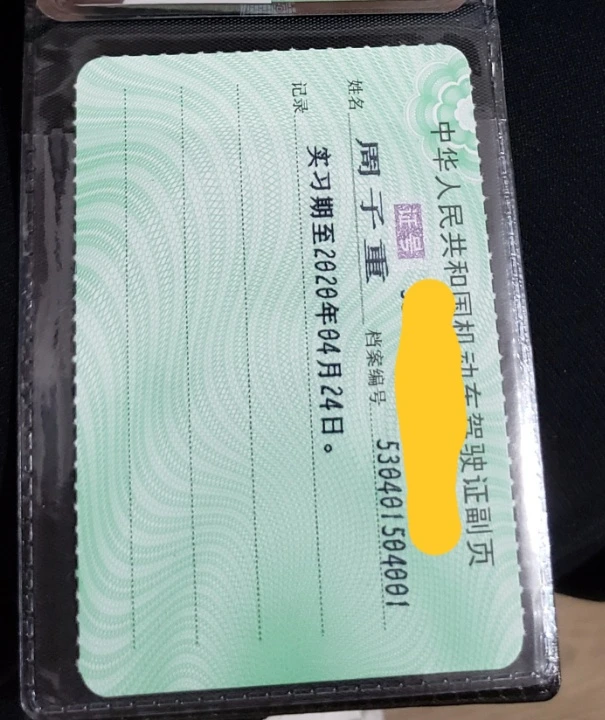 中华人民共和国机动车驾驶证副页
证号
姓名 周子重 档案编号 530401504001
记录 实习期至2020年04月24日。